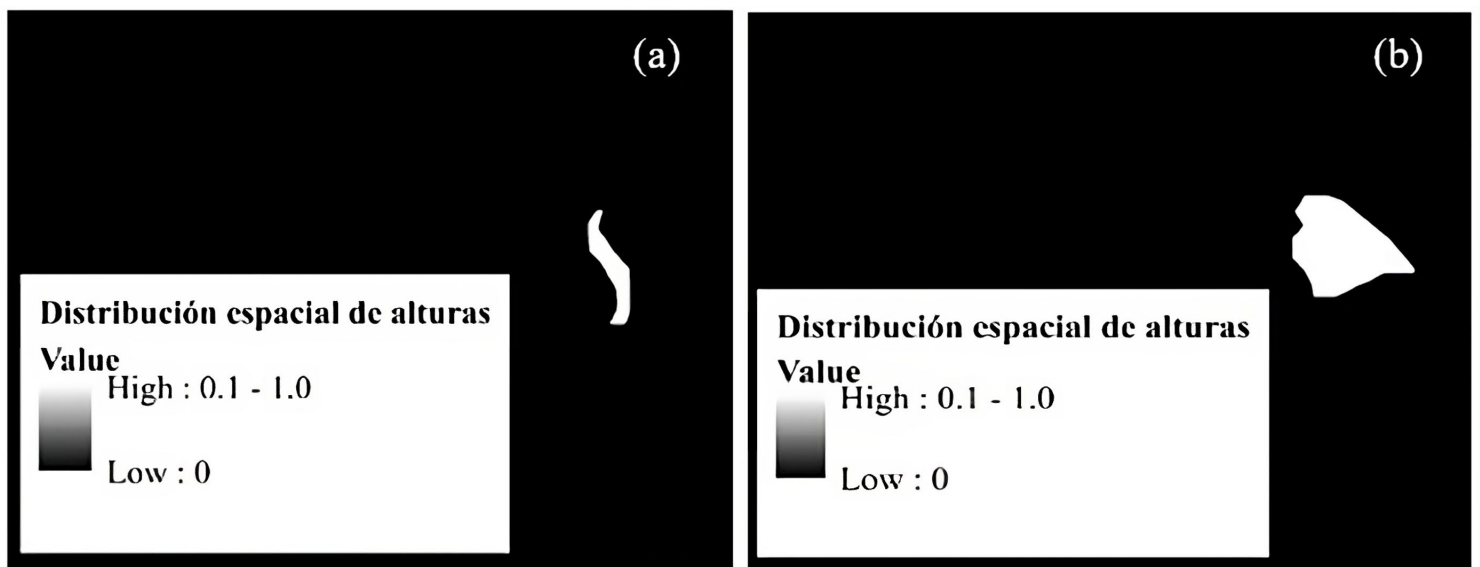 (a)
Distribución espacial de alturas
Value
High : 0.1 - 1.0
Low : 0
(b)
Distribución espacial de alturas
Value
High : 0.1 - 1.0
Low : 0